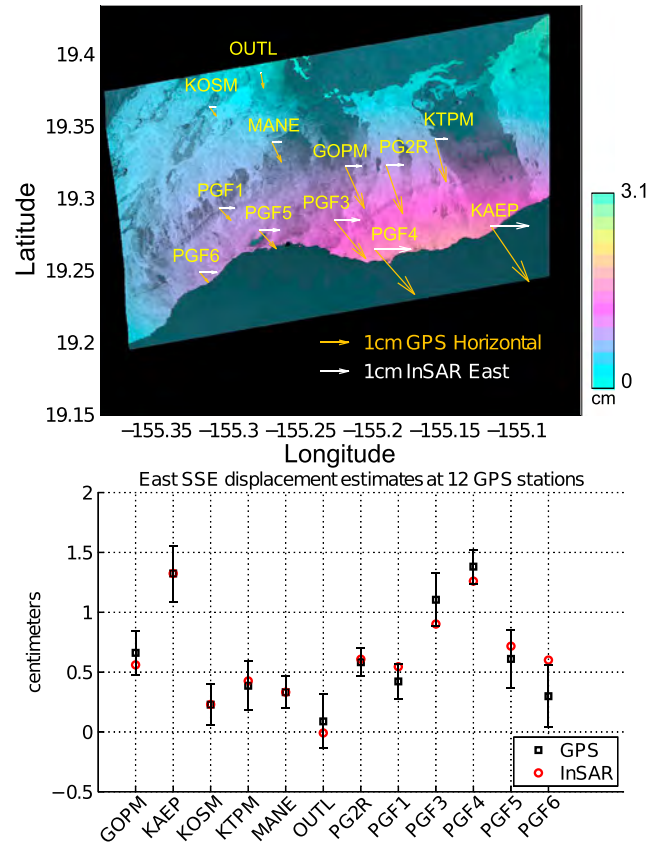 19.4
19.35
19.3
19.25
19.2
19.15
Latitude
OUTL
KOSM
MANE
KTPM
GOPM
PG2R
PGF1
PGF5
PGF3
KAEP
PGF4
PGF6
1cm GPS Horizontal
1cm InSAR East
3.1
0
cm
−155.35 −155.3 −155.25 −155.2 −155.15 −155.1
Longitude
East SSE displacement estimates at 12 GPS stations
2
1.5
1
0.5
0
−0.5
centimeters
GPS
InSAR
GOPM KAEP KOSM KTPM MANE OUTL PG2R PGF1 PGF3 PGF4 PGF5 PGF6